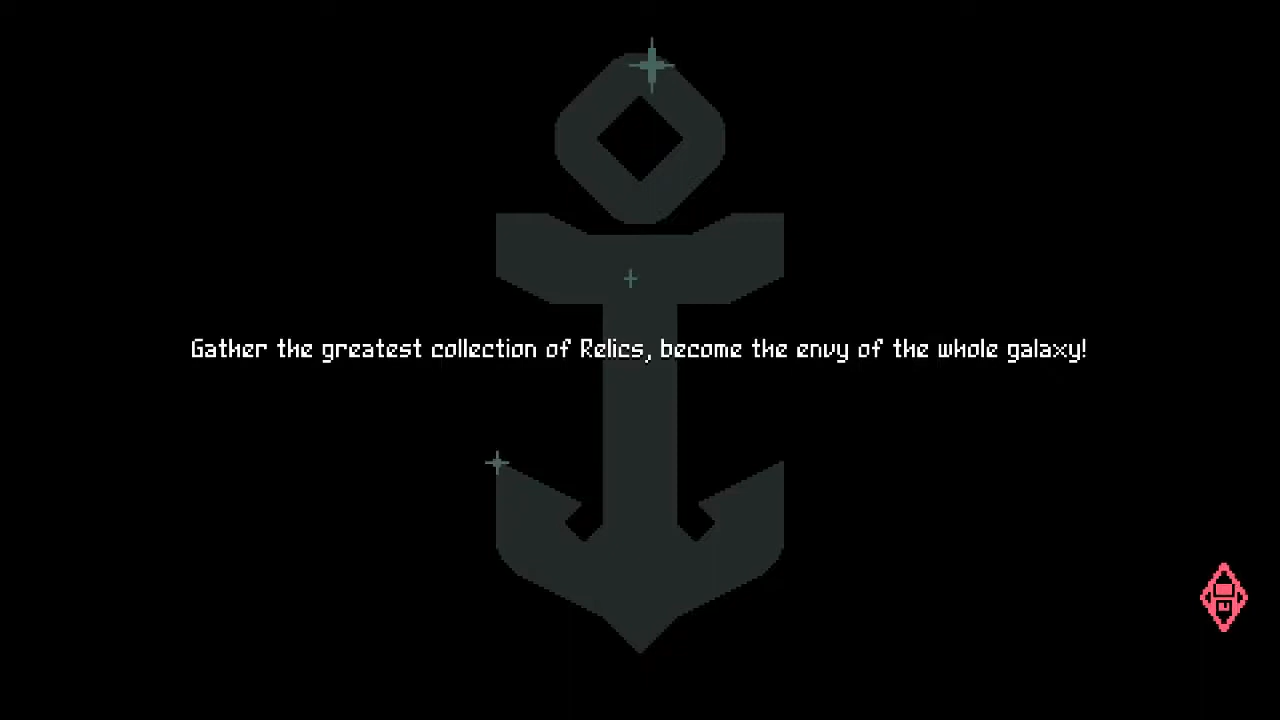 Gather the greatest collection of Relics, become the envy of the whole galaxy!